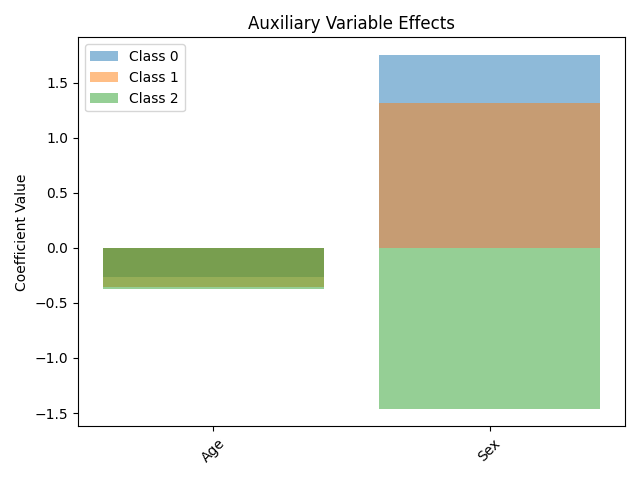 Auxiliary Variable Effects
Class 0
Class 1
Class 2
Coefficient Value
1.5
1.0
0.5
0.0
−0.5
−1.0
−1.5
Age
Sex